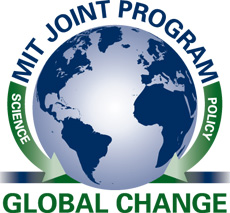 MIT JOINT PROGRAM
SCIENCE
POLICY
GLOBAL CHANGE